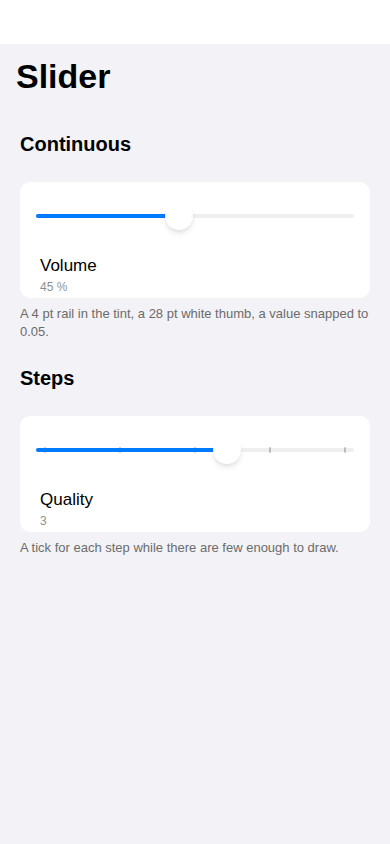 Slider
Continuous
Volume
45 %
A 4 pt rail in the tint, a 28 pt white thumb, a value snapped to
0.05.
Steps
Quality
3
A tick for each step while there are few enough to draw.